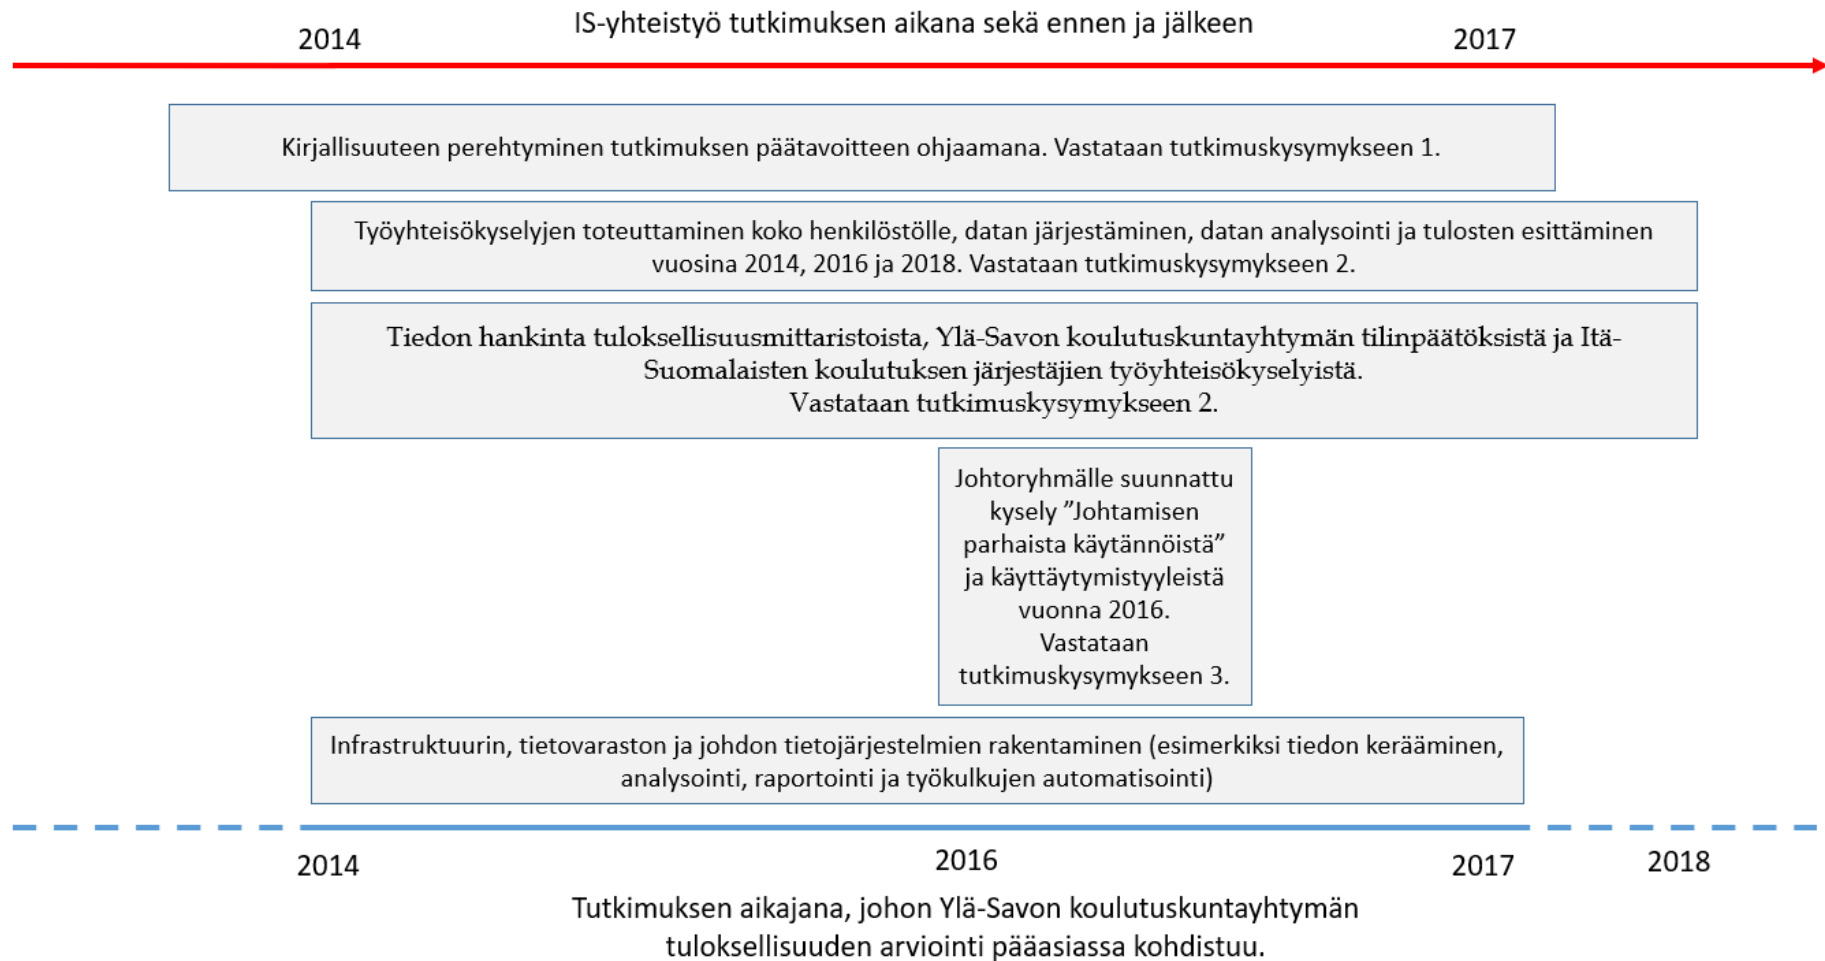 IS-yhteistyö tutkimuksen aikana sekä ennen ja jälkeen
2014
2017
Kirjallisuuteen perehtyminen tutkimuksen päätavoitteen ohjaamana. Vastataan tutkimuskysymykseen 1.
Työyhteisökyselyjen toteuttaminen koko henkilöstölle, datan järjestäminen, datan analysointi ja tulosten esittäminen
vuosina 2014, 2016 ja 2018. Vastataan tutkimuskysymykseen 2.
Tiedon hankinta tuloksellisuusmittaristoista, Ylä-Savon koulutuskuntayhtymän tilinpäätöksistä ja Itä-
Suomalaisten koulutuksen järjestäjien työyhteisökyselyistä.
Vastataan tutkimuskysymykseen 2.
Johtoryhmälle suunnattu
kysely ”Johtamisen
parhaista käytännöistä”
ja käyttäytymistyyleistä
vuonna 2016.
Vastataan
tutkimuskysymykseen 3.
Infrastruktuurin, tietovaraston ja johdon tietojärjestelmien rakentaminen (esimerkiksi tiedon kerääminen,
analysointi, raportointi ja työkulkujen automatisointi)
2014
2016
2017
2018
Tutkimuksen aikajana, johon Ylä-Savon koulutuskuntayhtymän
tuloksellisuuden arviointi pääasiassa kohdistuu.